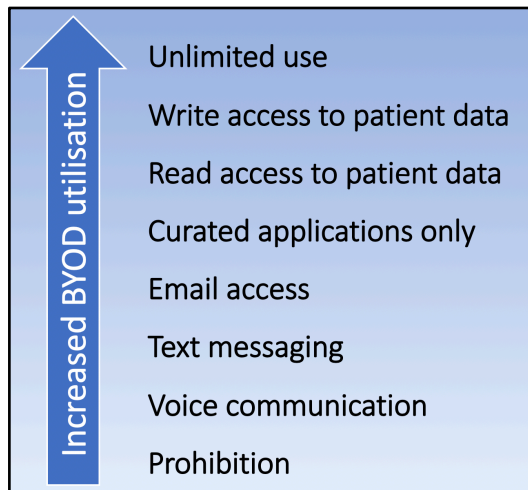 Increased BYOD utilisation
Unlimited use
Write access to patient data
Read access to patient data
Curated applications only
Email access
Text messaging
Voice communication
Prohibition